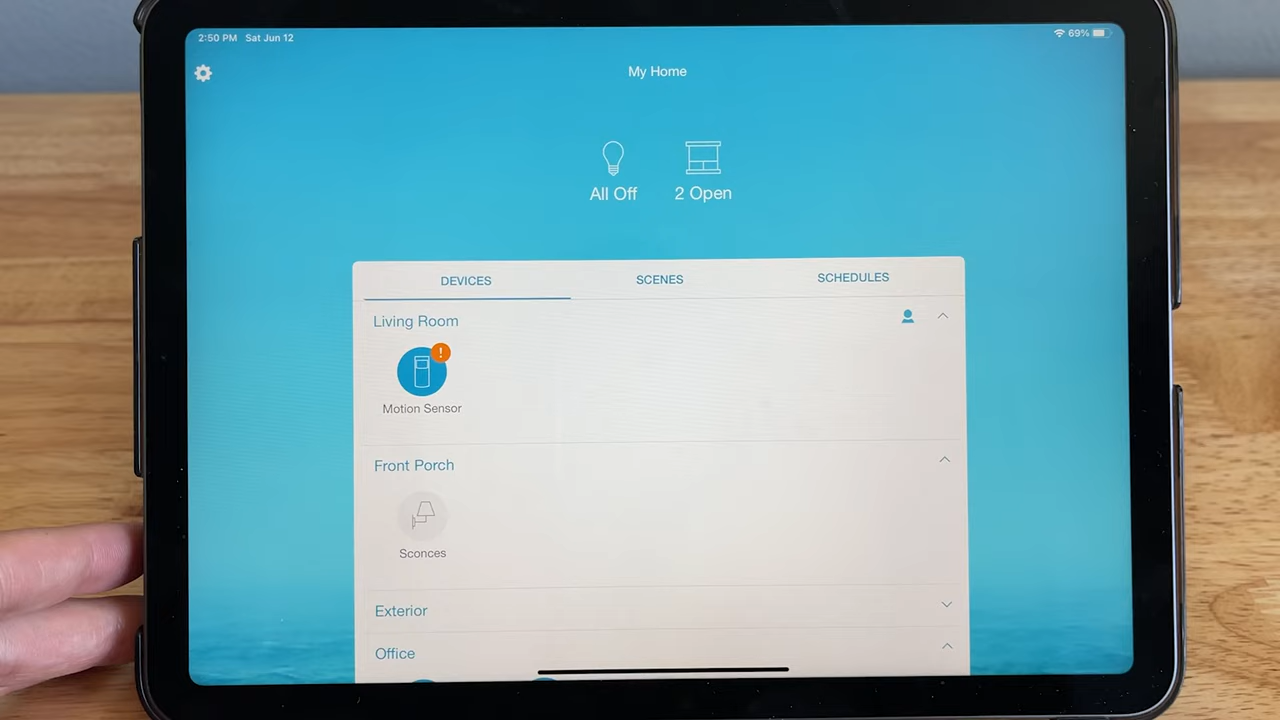 2:50 PM Sat Jun 12
69%
My Home
All Off
2 Open
DEVICES
SCENES
SCHEDULES
Living Room
!
Motion Sensor
Front Porch
Sconces
Exterior
Office